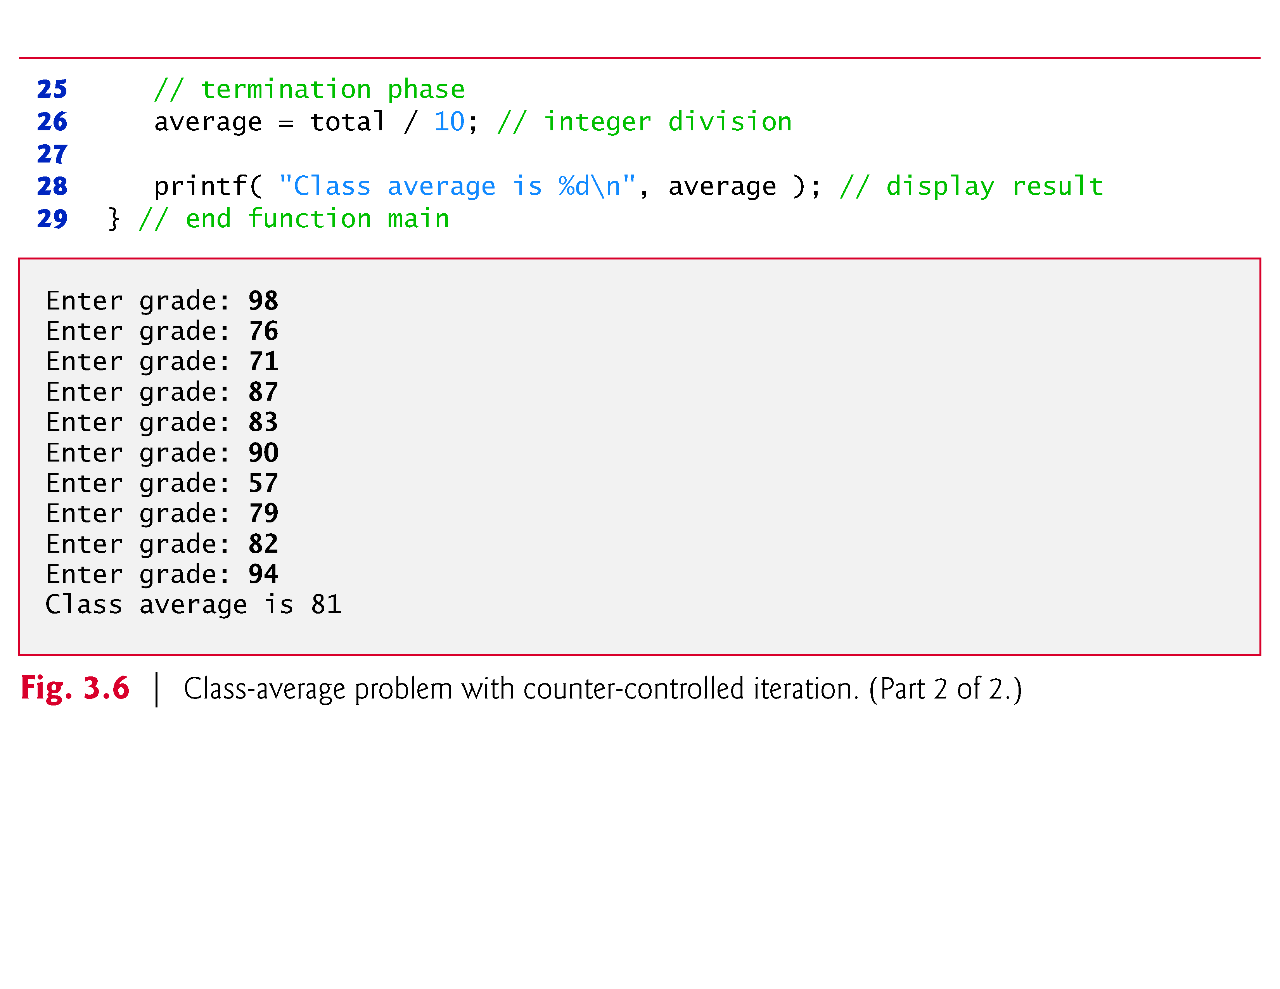 25 // termination phase
26 average = total / 10; // integer division
27
28 printf( "Class average is %d\n", average ); // display result
29 } // end function main
Enter grade: 98
Enter grade: 76
Enter grade: 71
Enter grade: 87
Enter grade: 83
Enter grade: 90
Enter grade: 57
Enter grade: 79
Enter grade: 82
Enter grade: 94
Class average is 81
Fig. 3.6 | Class-average problem with counter-controlled iteration. (Part 2 of 2.)